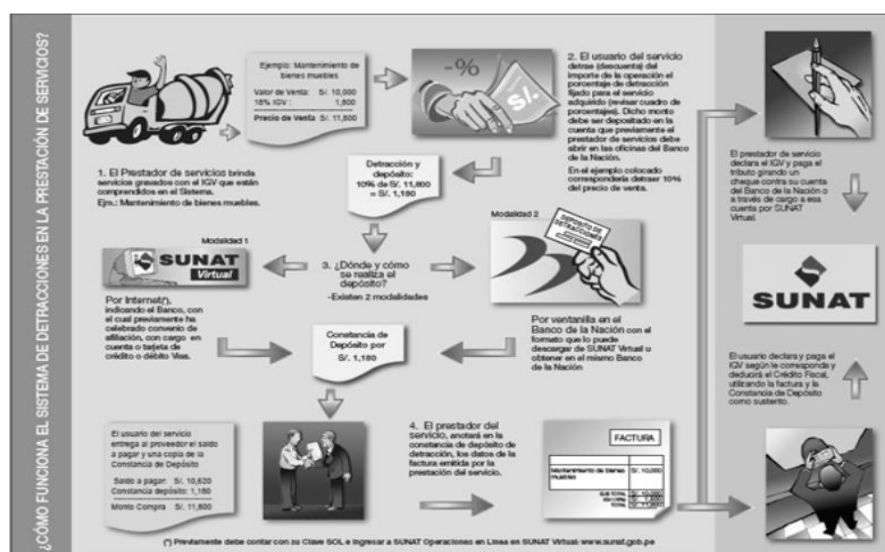 ¿CÓMO FUNCIONA EL SISTEMA DE DETRACCIONES EN LA PRESTACIÓN DE SERVICIOS?
Ejemplo: Mantenimiento de
bienes muebles
Valor de Venta: S/. 10,000
18% IGV : 1,800
Precio de Venta S/. 11,800
-%
S/.
1. El Prestador de servicios brinda
servicios gravados con el IGV que están
comprendidos en el Sistema.
Ejm.: Mantenimiento de bienes muebles.
2. El usuario del servicio
detrae (descuenta) del
importe de la operación el
porcentaje de detracción
fijado para el servicio
adquirido (revisar cuadro de
porcentajes). Dicho monto
debe ser depositado en la
cuenta que previamente el
prestador de servicios debe
abrir en las oficinas del Banco
de la Nación.
En el ejemplo colocado
correspondería detraer 10%
del precio de venta.
Detracción y
depósito:
10% de S/. 11,800
= S/. 1,180
3. ¿Dónde y cómo
se realiza el
depósito?
-Existen 2 modalidades
Modalidad 1
SUNAT
Virtual
Por Internet(*),
indicando el Banco, con
el cual previamente ha
celebrado convenio de
afiliación, con cargo en
cuenta o tarjeta de
crédito o débito Visa.
Modalidad 2
DEPOSITO DE
DETRACCIONES
Por ventanilla en el
Banco de la Nación con el
formato que lo puede
descargar de SUNAT Virtual u
obtener en el mismo Banco
de la Nación
Constancia de
Depósito por
S/. 1,180
El usuario del servicio
entrega al proveedor el saldo
a pagar y una copia de la
Constancia de Depósito
Saldo a pagar: S/. 10,620
Constancia depósito: 1,180
Monto Compra S/. 11,800
4. El prestador del
servicio, anotará en la
constancia de depósito de
detracción, los datos de la
factura emitida por la
prestación del servicio.
FACTURA
Mantenimiento de bienes
muebles S/. 10,000
SUB TOTAL S/. 10,000
TOTAL S/. 11,800
El prestador de servicio
declara el IGV y paga el
tributo girando un
cheque contra su cuenta
del Banco de la Nación o
a través de cargo a esa
cuenta por SUNAT
Virtual.
SUNAT
El usuario declara y paga el
IGV según le corresponda y
deducirá el Crédito Fiscal,
utilizando la factura y la
Constancia de Depósito
como sustento.
(*) Previamente debe contar con su Clave SOL e ingresar a SUNAT Operaciones en Línea en SUNAT Virtual: www.sunat.gob.pe